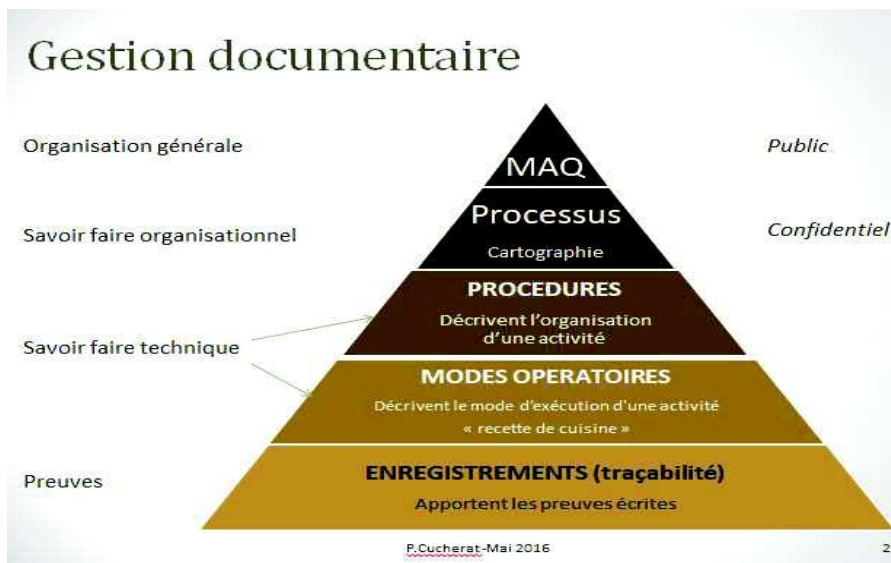 Gestion documentaire
Organisation générale
MAQ
Public
Savoir faire organisationnel
Processus
Cartographie
Confidentiel
PROCEDURES
Décrivent l'organisation
d'une activité
Savoir faire technique
MODES OPERATOIRES
Décrivent le mode d'exécution d'une activité
« recette de cuisine »
Preuves
ENREGISTREMENTS (traçabilité)
Apportent les preuves écrites
P.Cucherat-Mai 2016
2